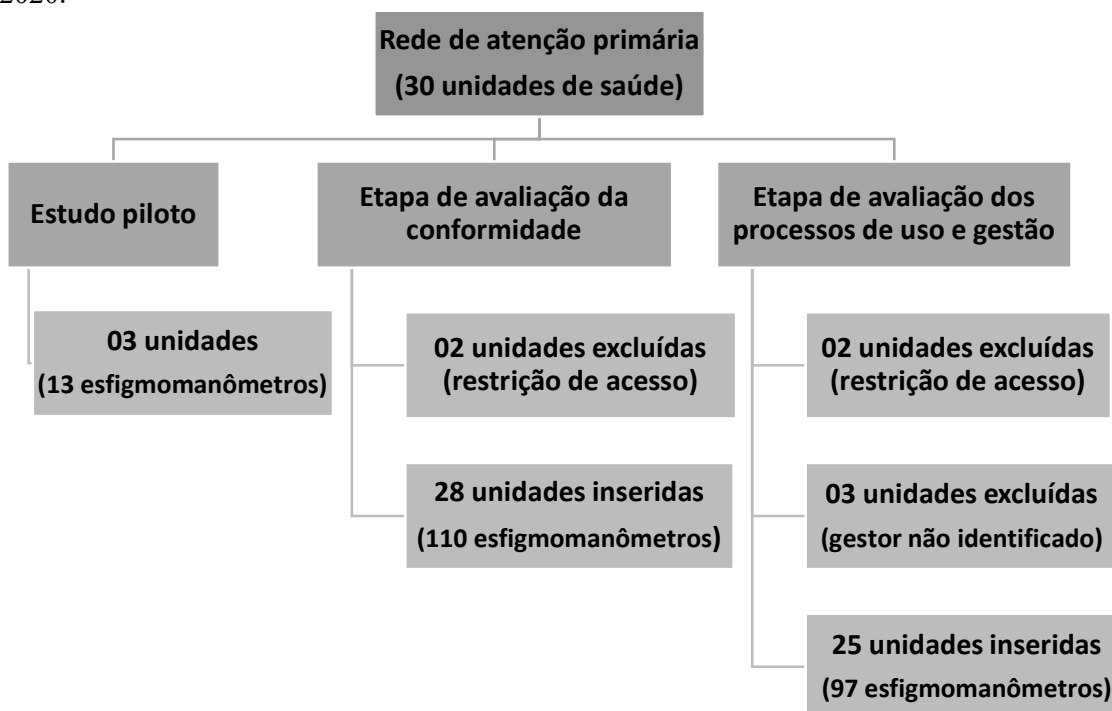 2020.
Rede de atenção primária
(30 unidades de saúde)
Estudo piloto
Etapa de avaliação da
conformidade
Etapa de avaliação dos
processos de uso e gestão
03 unidades
(13 esfigmomanômetros)
02 unidades excluídas
(restrição de acesso)
28 unidades inseridas
(110 esfigmomanômetros)
02 unidades excluídas
(restrição de acesso)
03 unidades excluídas
(gestor não identificado)
25 unidades inseridas
(97 esfigmomanômetros)